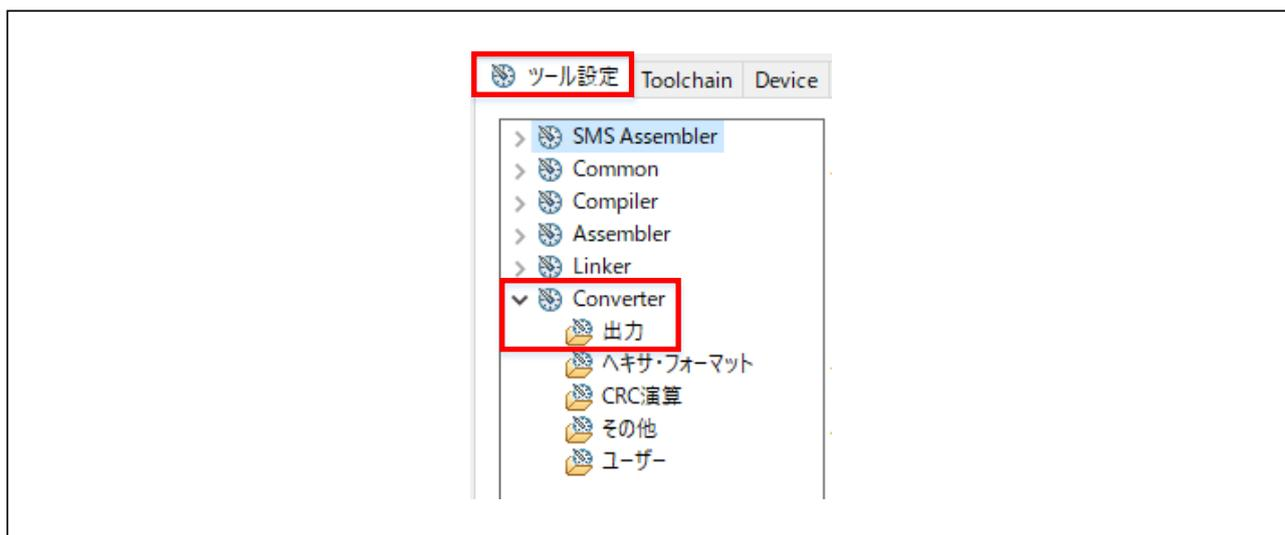 ツール設定 Toolchain Device
SMS Assembler
Common
Compiler
Assembler
Linker
Converter
出力
ヘキサ・フォーマット
CRC演算
その他
ユーザー